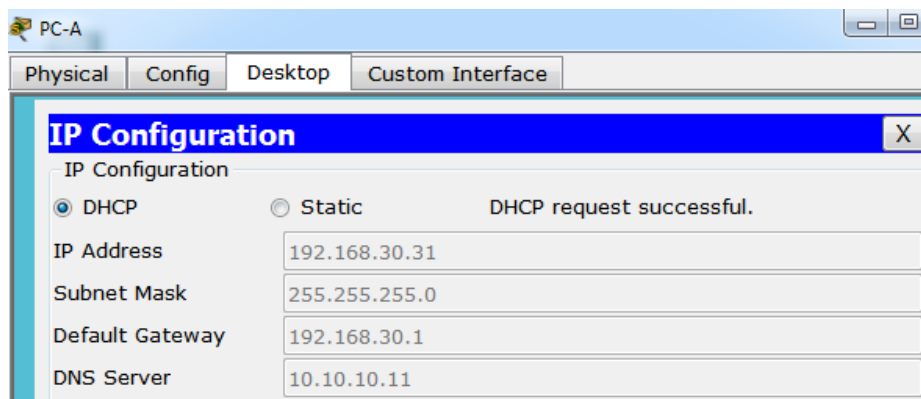 PC-A
Physical Config Desktop Custom Interface
IP Configuration X
IP Configuration
DHCP Static DHCP request successful.
IP Address 192.168.30.31
Subnet Mask 255.255.255.0
Default Gateway 192.168.30.1
DNS Server 10.10.10.11